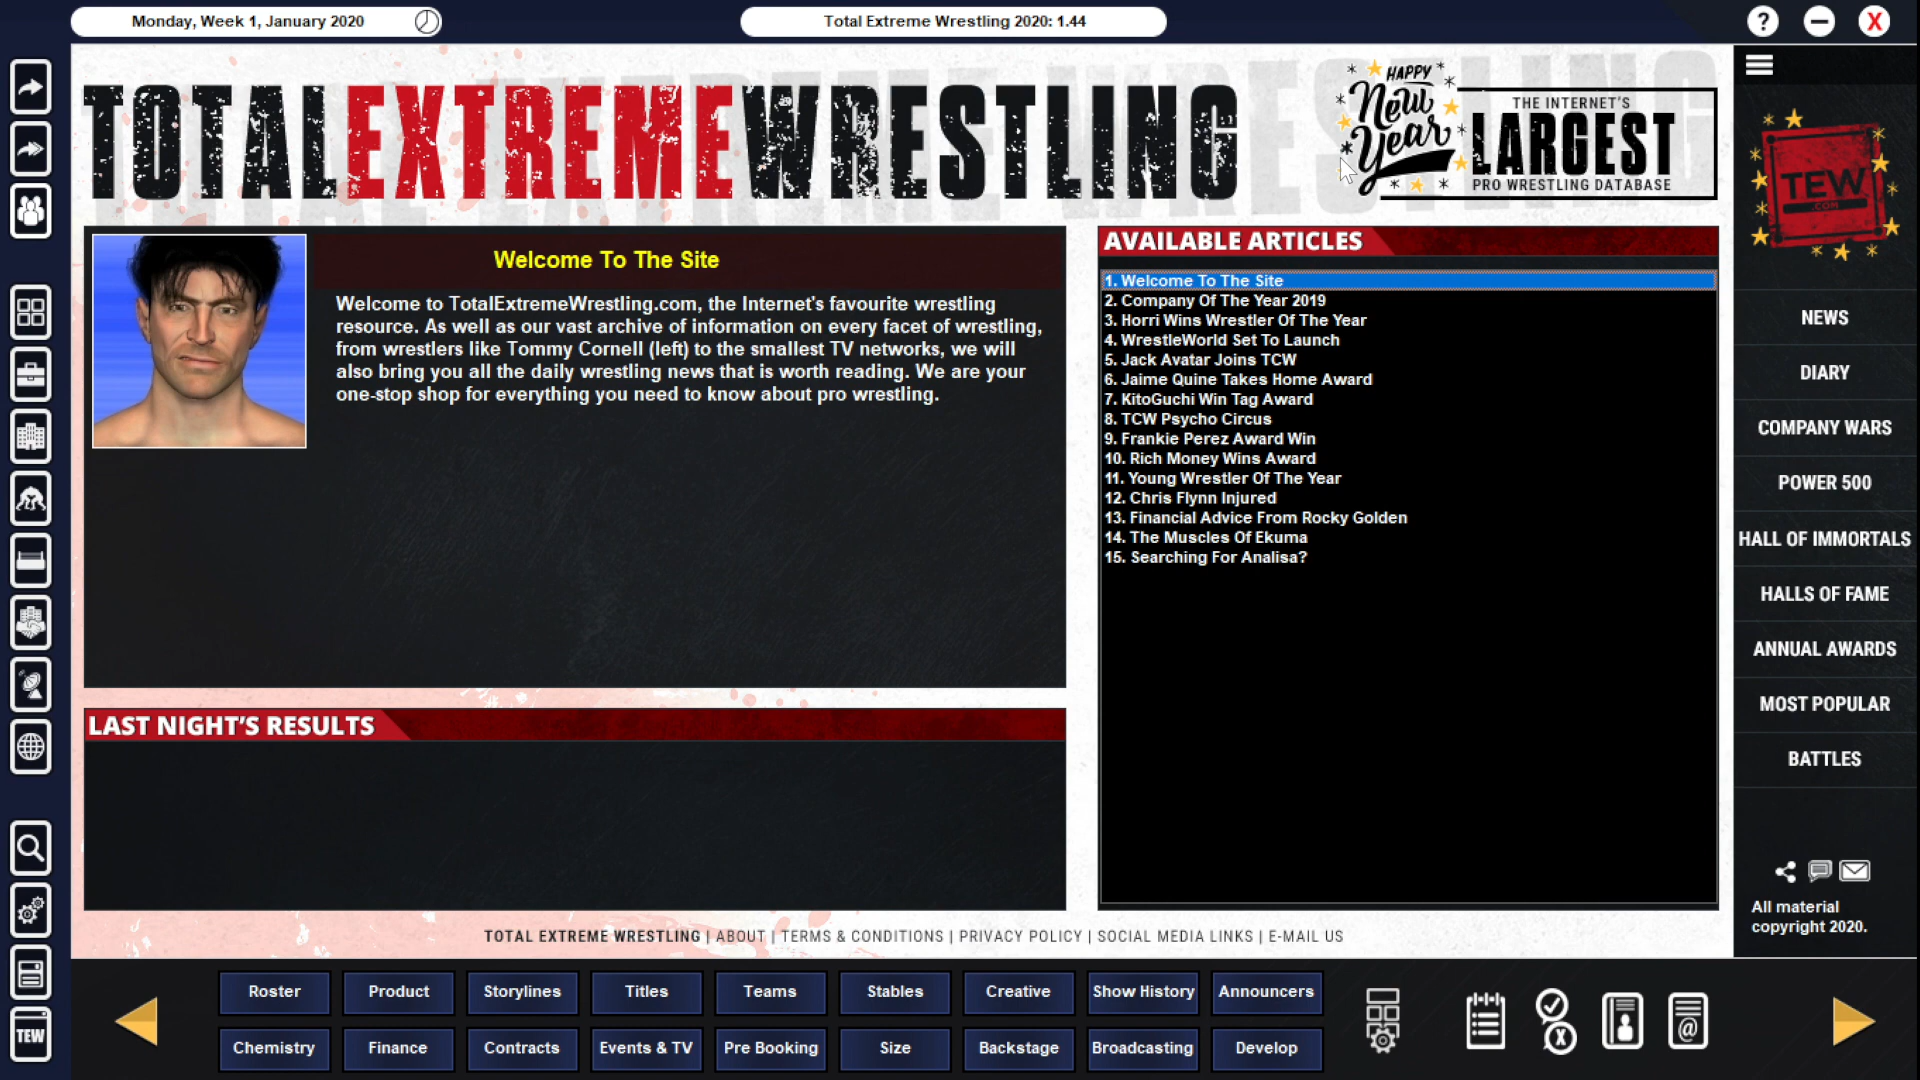 Monday, Week 1, January 2020
Total Extreme Wrestling 2020: 1.44
?
X
TOTALEXTREMEWRESTLING
HAPPY
New
Year
THE INTERNET'S
LARGEST
PRO WRESTLING DATABASE
TEW
.COM
Welcome To The Site
Welcome to TotalExtremeWrestling.com, the Internet's favourite wrestling
resource. As well as our vast archive of information on every facet of wrestling,
from wrestlers like Tommy Cornell (left) to the smallest TV networks, we will
also bring you all the daily wrestling news that is worth reading. We are your
one-stop shop for everything you need to know about pro wrestling.
AVAILABLE ARTICLES
1. Welcome To The Site
2. Company Of The Year 2019
3. Horri Wins Wrestler Of The Year
4. WrestleWorld Set To Launch
5. Jack Avatar Joins TCW
6. Jaime Quine Takes Home Award
7. KitoGuchi Win Tag Award
8. TCW Psycho Circus
9. Frankie Perez Award Win
10. Rich Money Wins Award
11. Young Wrestler Of The Year
12. Chris Flynn Injured
13. Financial Advice From Rocky Golden
14. The Muscles Of Ekuma
15. Searching For Analisa?
NEWS
DIARY
COMPANY WARS
POWER 500
HALL OF IMMORTALS
HALLS OF FAME
ANNUAL AWARDS
MOST POPULAR
BATTLES
All material
copyright 2020.
LAST NIGHT'S RESULTS
TOTAL EXTREME WRESTLING | ABOUT | TERMS & CONDITIONS | PRIVACY POLICY | SOCIAL MEDIA LINKS | E-MAIL US
TEW
Roster
Product
Storylines
Titles
Teams
Stables
Creative
Show History
Announcers
Chemistry
Finance
Contracts
Events & TV
Pre Booking
Size
Backstage
Broadcasting
Develop